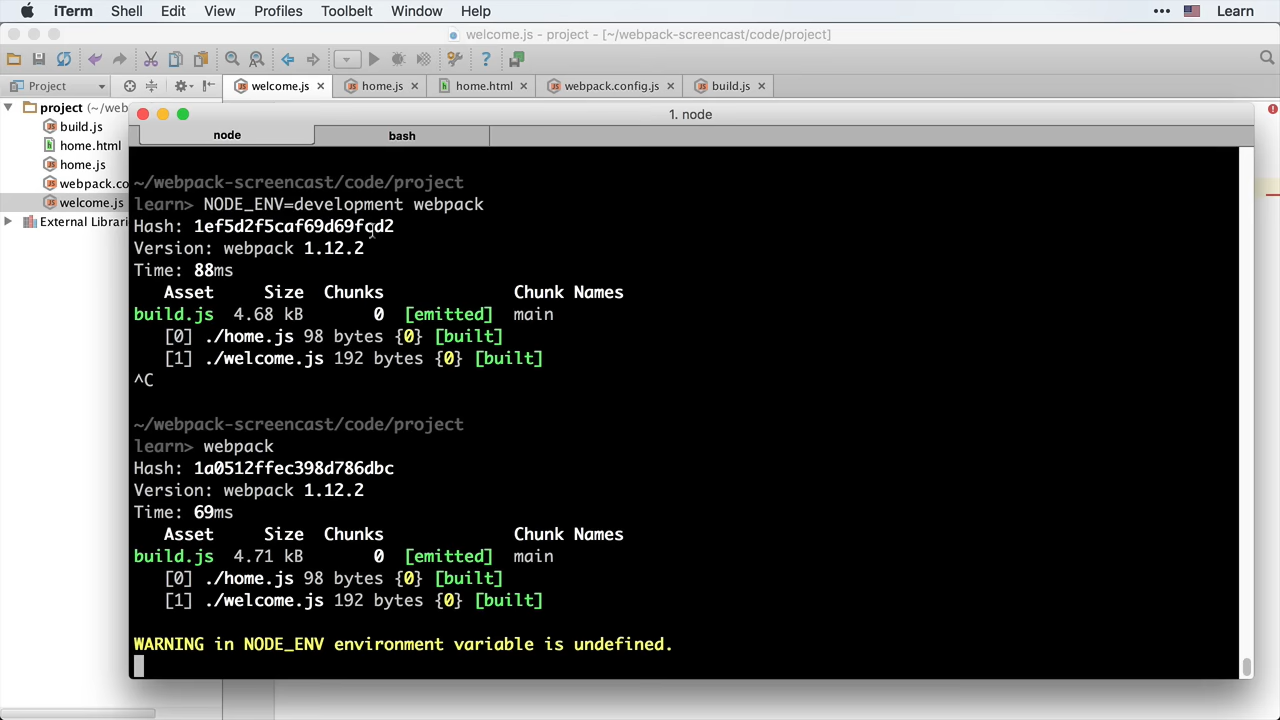 iTerm Shell Edit View Profiles Toolbelt Window Help ••• Learn
welcome.js - project - [~/webpack-screencast/code/project]
Project welcome.js home.js home.html webpack.config.js build.js
project (~/web
build.js
home.html
home.js
webpack.co
welcome.js
External Librari
1. node
node bash
~/webpack-screencast/code/project
learn> NODE_ENV=development webpack
Hash: 1ef5d2f5caf69d69fcd2
Version: webpack 1.12.2
Time: 88ms
Asset Size Chunks Chunk Names
build.js 4.68 kB 0 [emitted] main
[0] ./home.js 98 bytes {0} [built]
[1] ./welcome.js 192 bytes {0} [built]
^C
~/webpack-screencast/code/project
learn> webpack
Hash: 1a0512ffec398d786dbc
Version: webpack 1.12.2
Time: 69ms
Asset Size Chunks Chunk Names
build.js 4.71 kB 0 [emitted] main
[0] ./home.js 98 bytes {0} [built]
[1] ./welcome.js 192 bytes {0} [built]
WARNING in NODE_ENV environment variable is undefined.